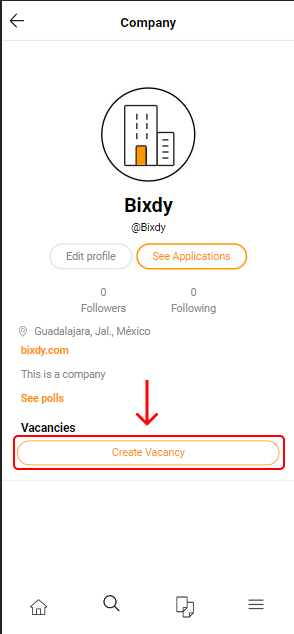 Company
Bixdy
@Bixdy
Edit profile
See Applications
0
Followers
0
Following
Guadalajara, Jal., México
bixdy.com
This is a company
See polls
Vacancies
Create Vacancy